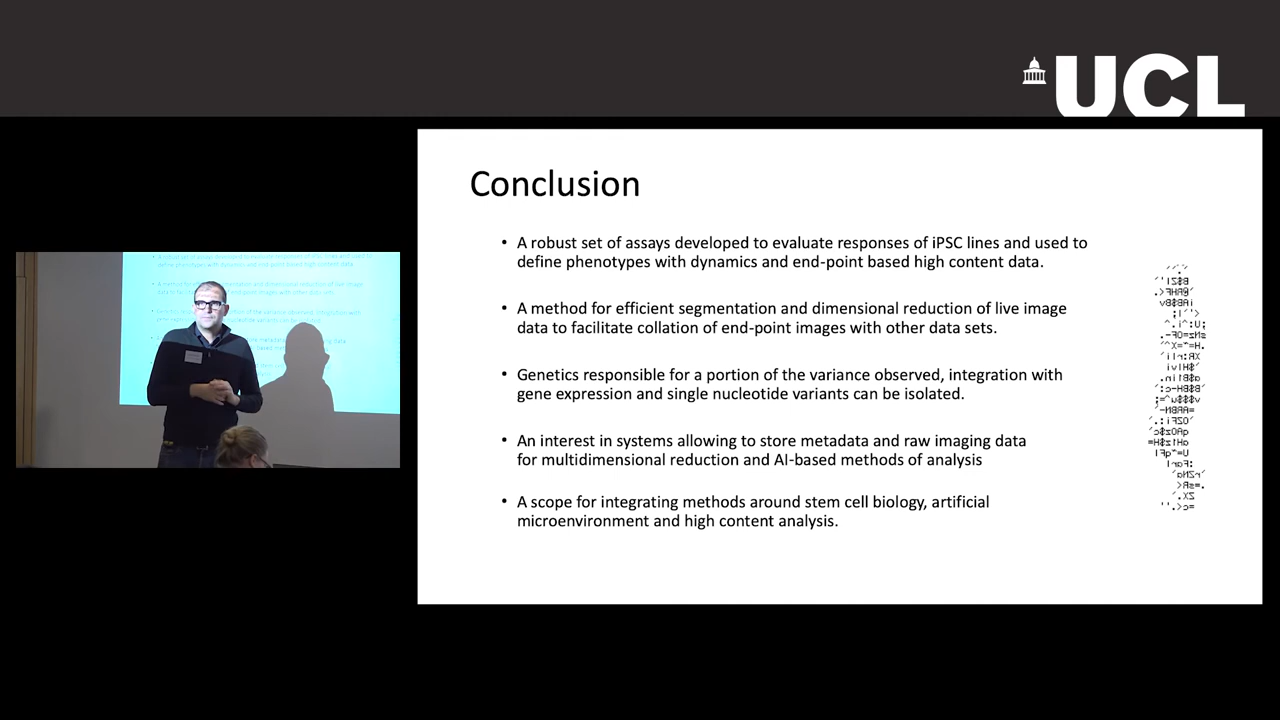 UCL
Conclusion
• A robust set of assays developed to evaluate responses of iPSC lines and used to
define phenotypes with dynamics and end-point based high content data.
• A method for efficient segmentation and dimensional reduction of live image
data to facilitate collation of end-point images with other data sets.
• Genetics responsible for a portion of the variance observed, integration with
gene expression and single nucleotide variants can be isolated.
• An interest in systems allowing to store metadata and raw imaging data
for multidimensional reduction and AI-based methods of analysis
• A scope for integrating methods around stem cell biology, artificial
microenvironment and high content analysis.